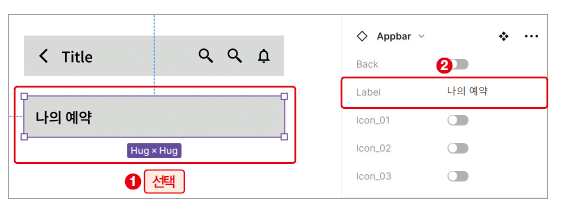 Title
나의 예약
Hug × Hug
1 선택
Appbar
Back
2
Label 나의 예약
Icon_01
Icon_02
Icon_03